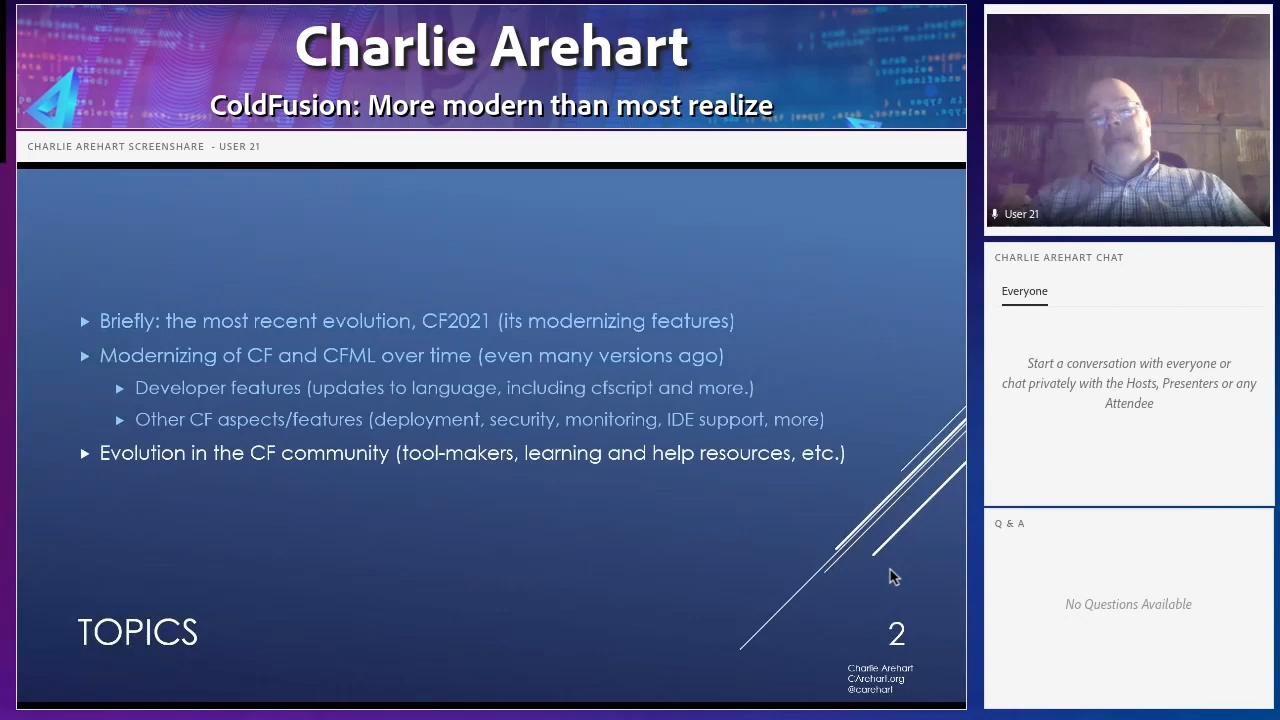 Charlie Arehart
ColdFusion: More modern than most realize
CHARLIE AREHART SCREENSHARE - USER 21
Briefly: the most recent evolution, CF2021 (its modernizing features)
Modernizing of CF and CFML over time (even many versions ago)
Developer features (updates to language, including cfscript and more.)
Other CF aspects/features (deployment, security, monitoring, IDE support, more)
Evolution in the CF community (tool-makers, learning and help resources, etc.)
TOPICS
2
Charlie Arehart
CArehart.org
@carehart
User 21
CHARLIE AREHART CHAT
Everyone
Start a conversation with everyone or
chat privately with the Hosts, Presenters or any
Attendee
Q & A
No Questions Available